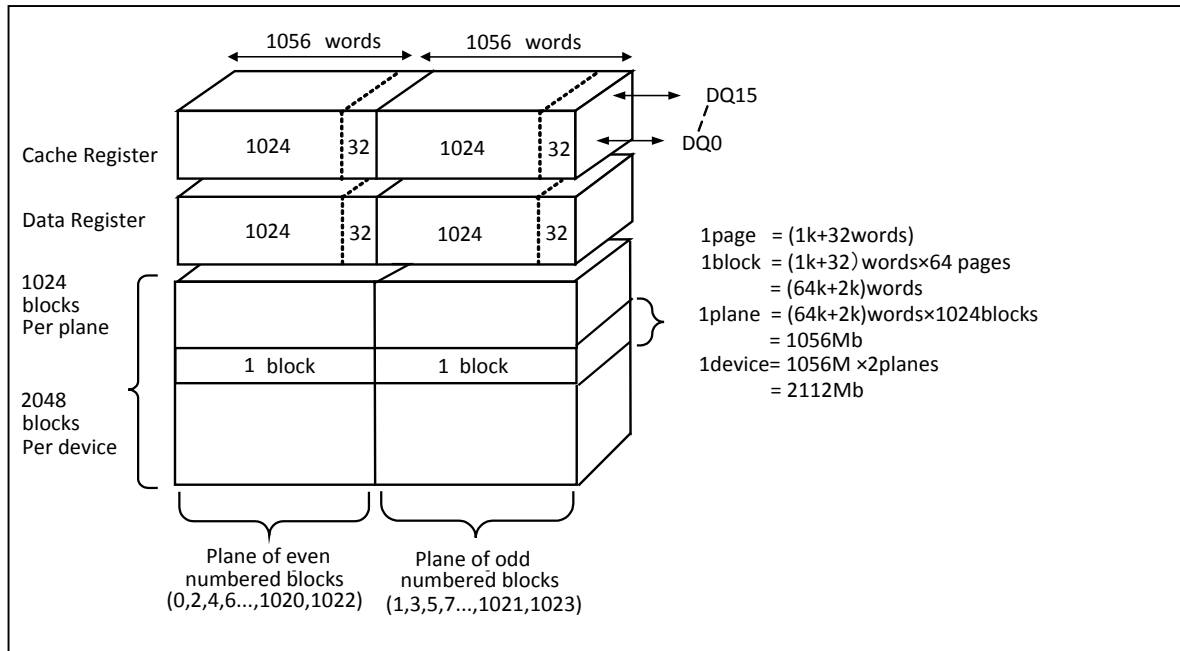 1056 words
1056 words
DQ15
DQ0
Cache Register
1024
32
1024
32
Data Register
1024
32
1024
32
1page = (1k+32words)
1block = (1k+32）words×64 pages
= (64k+2k)words
1plane = (64k+2k)words×1024blocks
= 1056Mb
1device= 1056M ×2planes
= 2112Mb
1024
blocks
Per plane
1 block
1 block
2048
blocks
Per device
Plane of even
numbered blocks
(0,2,4,6...,1020,1022)
Plane of odd
numbered blocks
(1,3,5,7...,1021,1023)